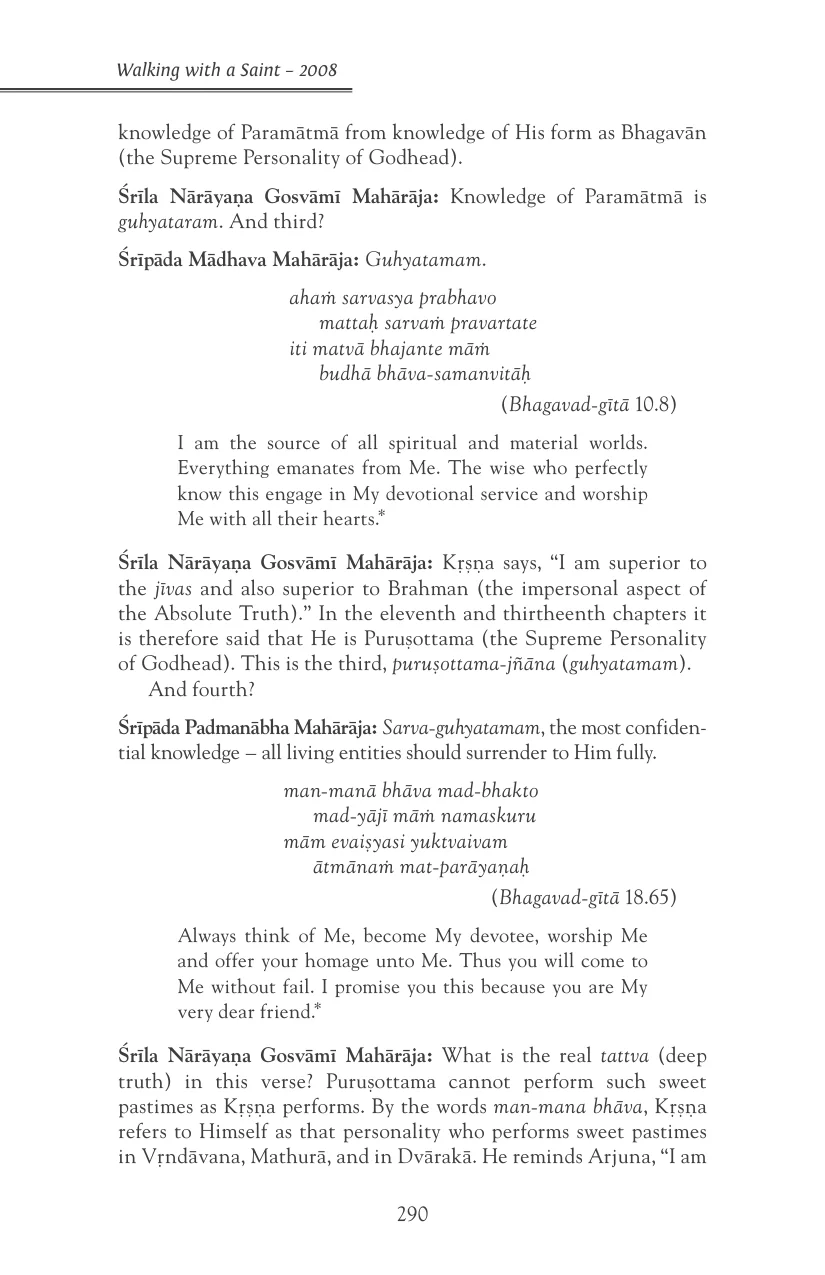 Walking with a Saint – 2008
knowledge of Paramātmā from knowledge of His form as Bhagavān
(the Supreme Personality of Godhead).
Śrīla Nārāyaṇa Gosvāmī Mahārāja: Knowledge of Paramātmā is
guhyataram. And third?
Śrīpāda Mādhava Mahārāja: Guhyatamam.
ahaṁ sarvasya prabhavo
mattaḥ sarvaṁ pravartate
iti matvā bhajante māṁ
budhā bhāva-samanvitāḥ
(Bhagavad-gītā 10.8)
I am the source of all spiritual and material worlds.
Everything emanates from Me. The wise who perfectly
know this engage in My devotional service and worship
Me with all their hearts.*
Śrīla Nārāyaṇa Gosvāmī Mahārāja: Kṛṣṇa says, “I am superior to
the jīvas and also superior to Brahman (the impersonal aspect of
the Absolute Truth).” In the eleventh and thirtheenth chapters it
is therefore said that He is Puruṣottama (the Supreme Personality
of Godhead). This is the third, puruṣottama-jñāna (guhyatamam).
And fourth?
Śrīpāda Padmanābha Mahārāja: Sarva-guhyatamam, the most confiden-
tial knowledge – all living entities should surrender to Him fully.
man-manā bhāva mad-bhakto
mad-yājī māṁ namaskuru
mām evaiṣyasi yuktvaivam
ātmānaṁ mat-parāyaṇaḥ
(Bhagavad-gītā 18.65)
Always think of Me, become My devotee, worship Me
and offer your homage unto Me. Thus you will come to
Me without fail. I promise you this because you are My
very dear friend.*
Śrīla Nārāyaṇa Gosvāmī Mahārāja: What is the real tattva (deep
truth) in this verse? Puruṣottama cannot perform such sweet
pastimes as Kṛṣṇa performs. By the words man-mana bhāva, Kṛṣṇa
refers to Himself as that personality who performs sweet pastimes
in Vṛndāvana, Mathurā, and in Dvārakā. He reminds Arjuna, “I am
290